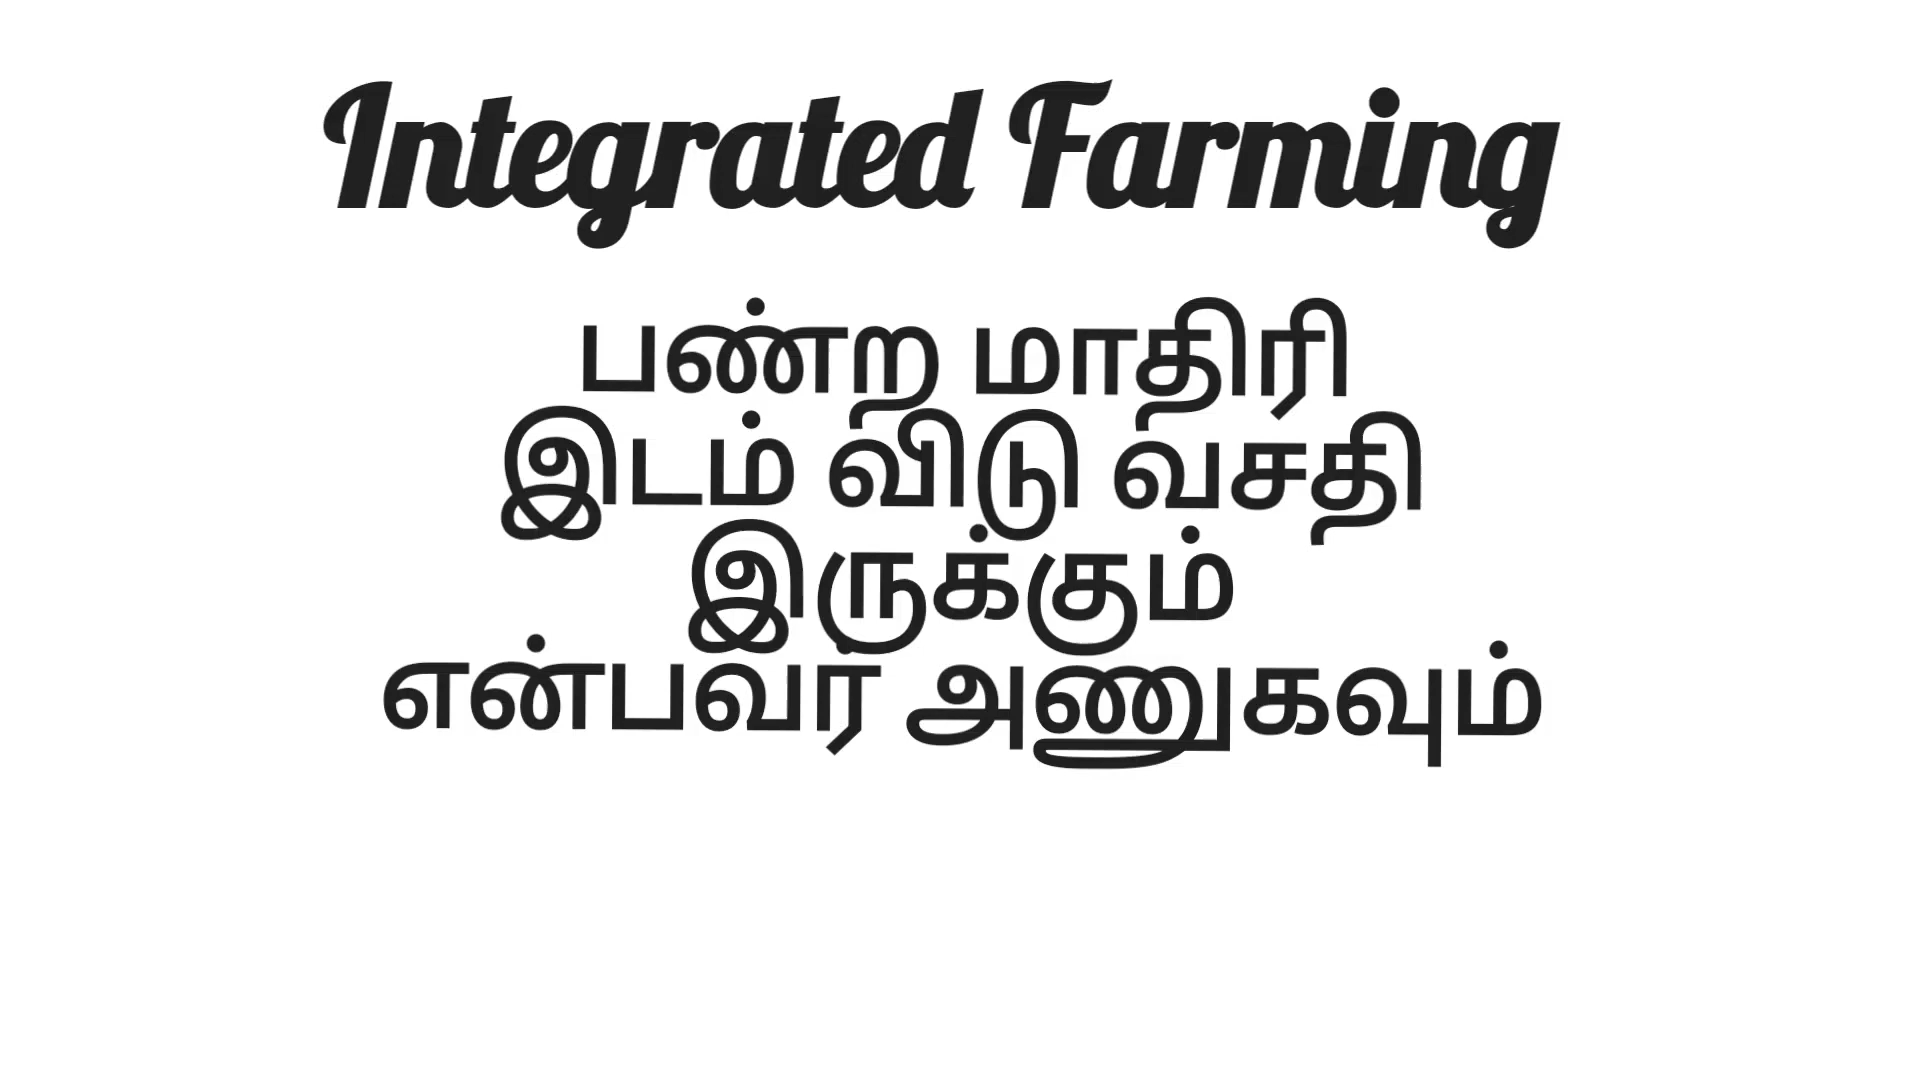 Integrated Farming
பண்ற மாதிரி
இடம் விடு வசதி
இருக்கும்
என்பவர் அணுகவும்